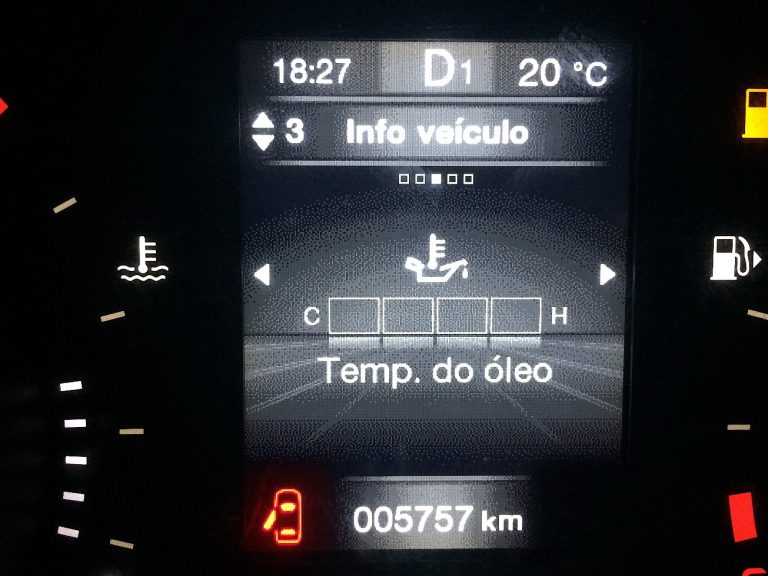 18:27 D1 20 °C
3 Info veículo
C H
Temp. do óleo
005757 km